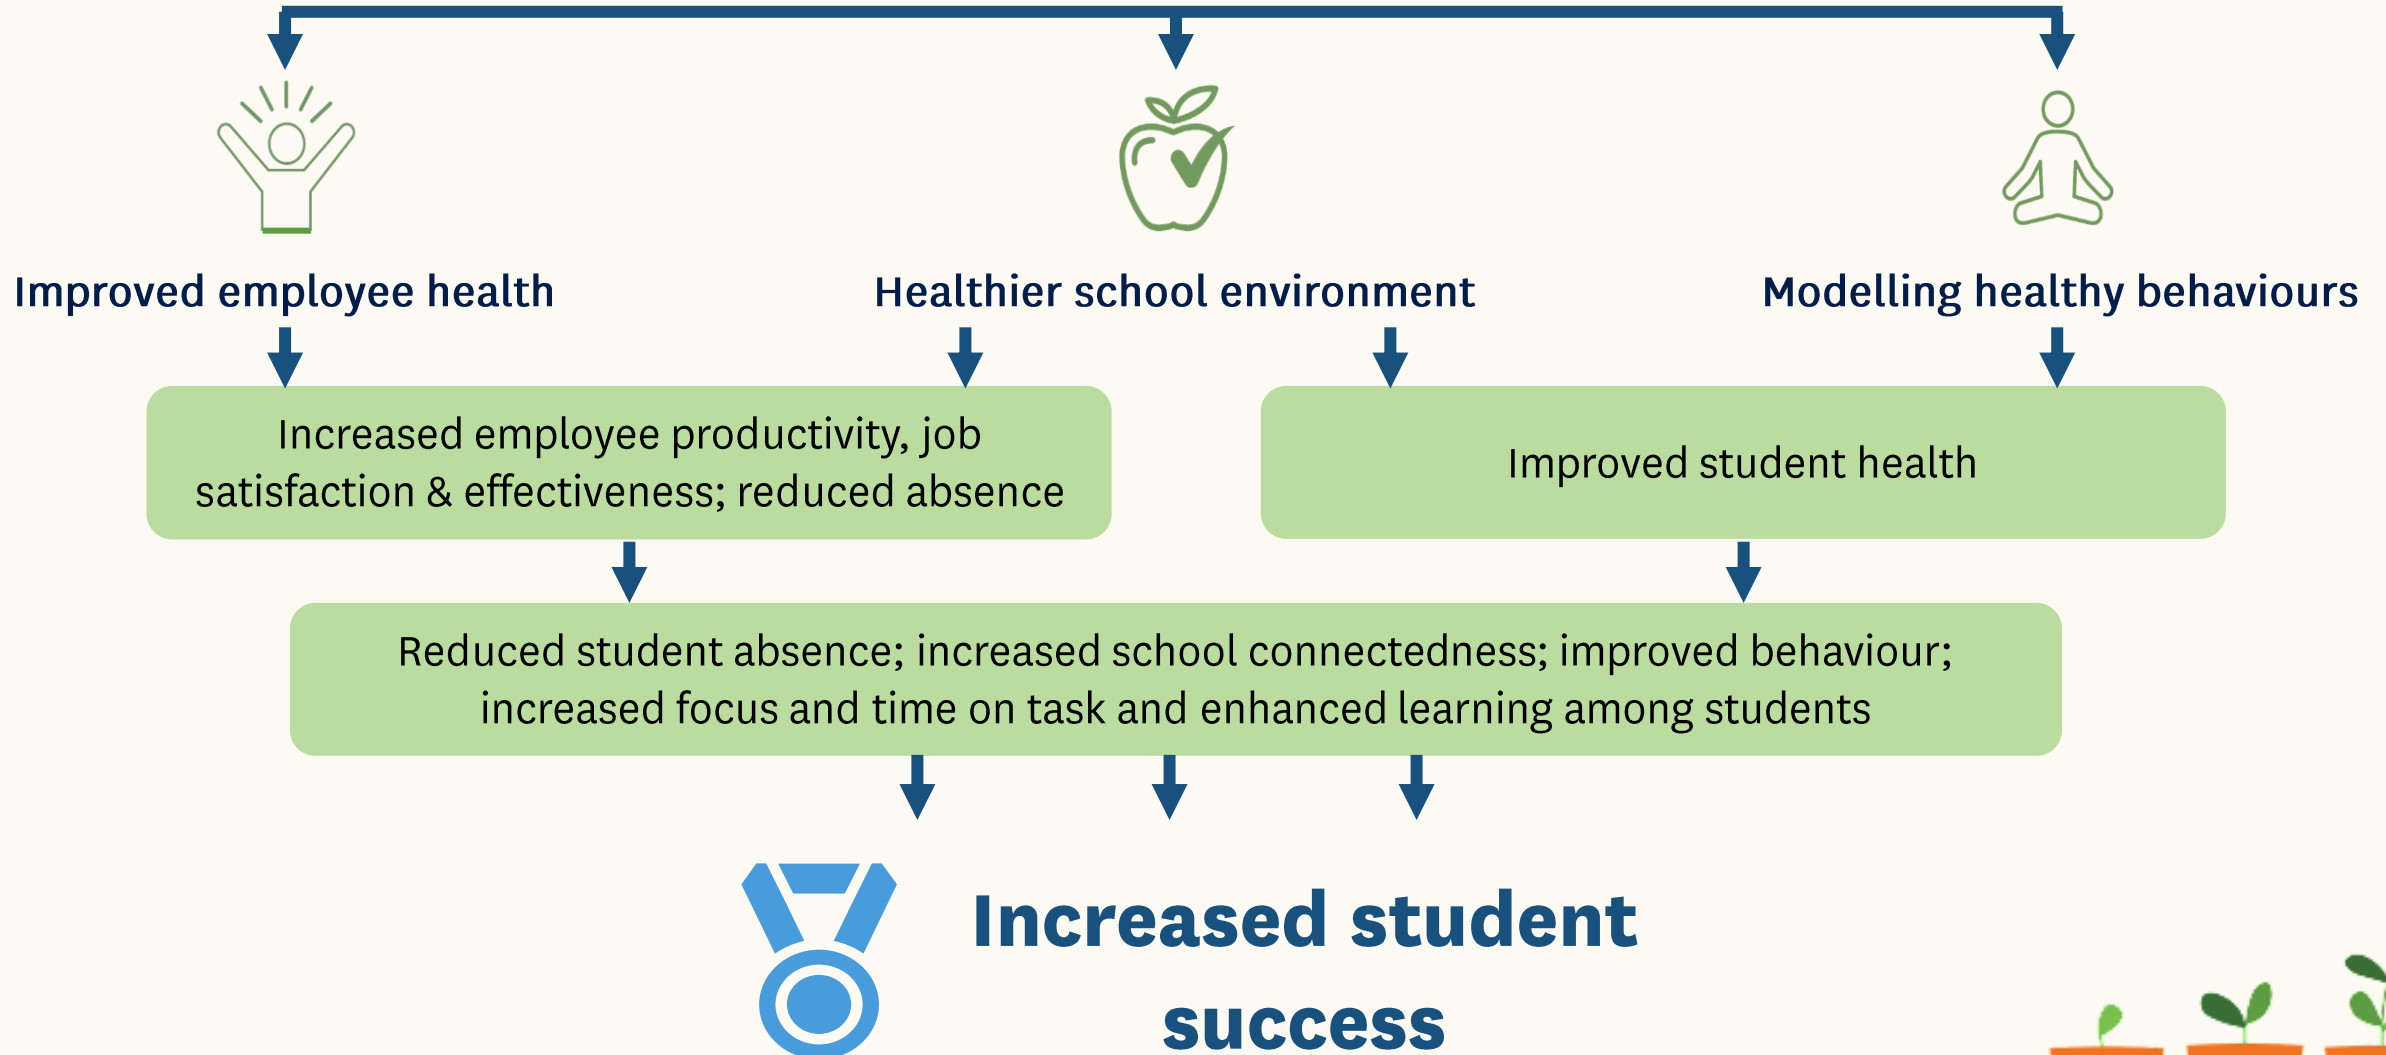 Improved employee health
Healthier school environment
Modelling healthy behaviours
Increased employee productivity, job
satisfaction & effectiveness; reduced absence
Improved student health
Reduced student absence; increased school connectedness; improved behaviour;
increased focus and time on task and enhanced learning among students
Increased student
success